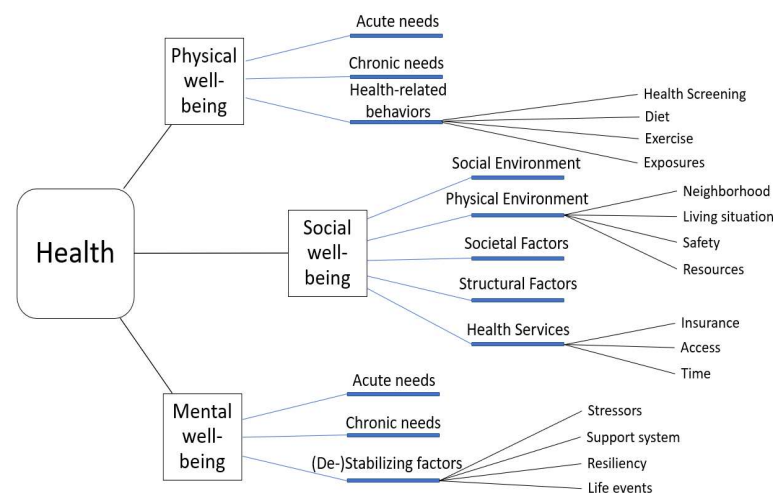 Acute needs
Physical
well-
being
Chronic needs
Health-related
behaviors
Health Screening
Diet
Exercise
Exposures
Health
Social
well-
being
Social Environment
Physical Environment
Neighborhood
Living situation
Safety
Resources
Societal Factors
Structural Factors
Health Services
Insurance
Access
Time
Mental
well-
being
Acute needs
Chronic needs
(De-)Stabilizing factors
Stressors
Support system
Resiliency
Life events